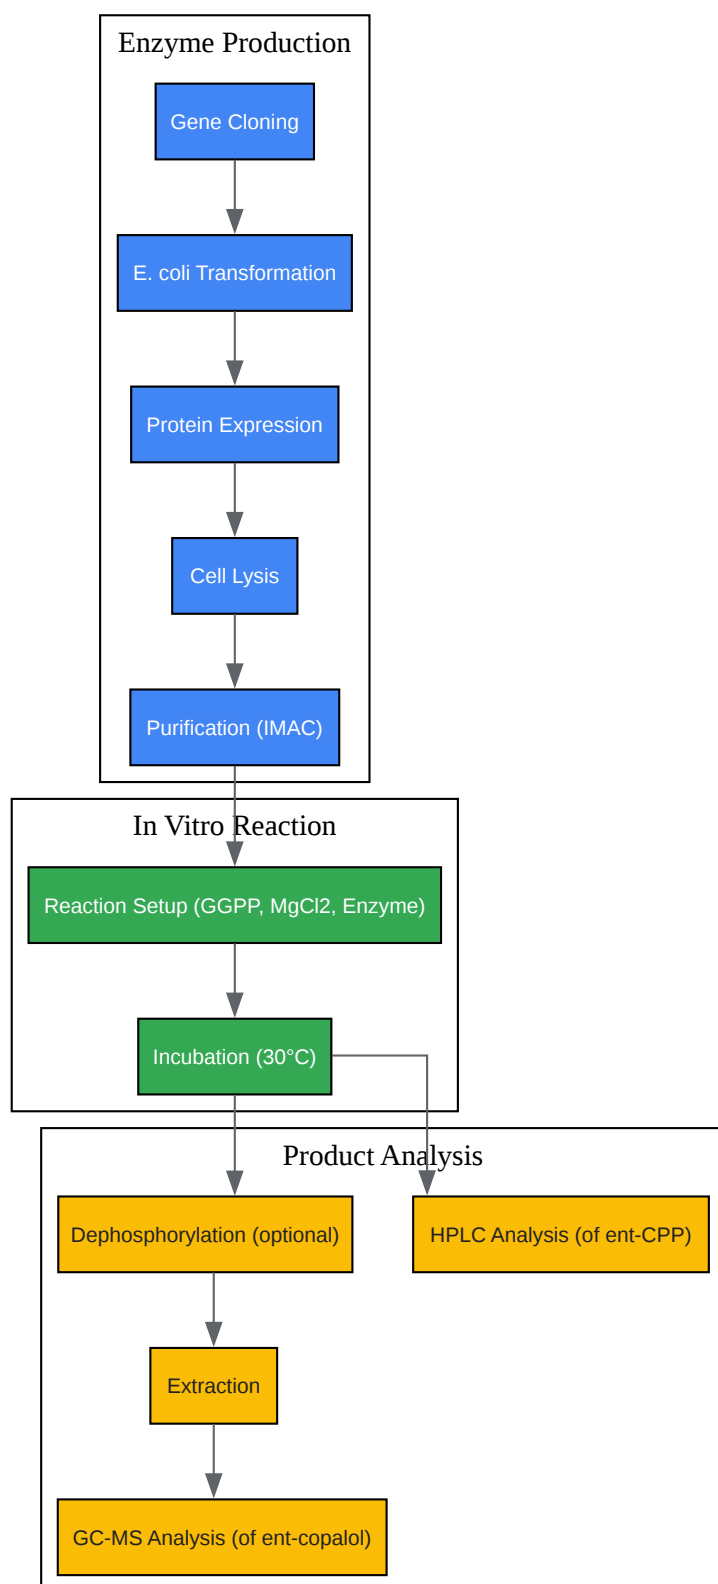 Enzyme Production
Gene Cloning
E. coli Transformation
Protein Expression
Cell Lysis
Purification (IMAC)
In Vitro Reaction
Reaction Setup (GGPP, MgCl2, Enzyme)
Incubation (30°C)
Product Analysis
Dephosphorylation (optional)
HPLC Analysis (of ent-CPP)
Extraction
GC-MS Analysis (of ent-copalol)